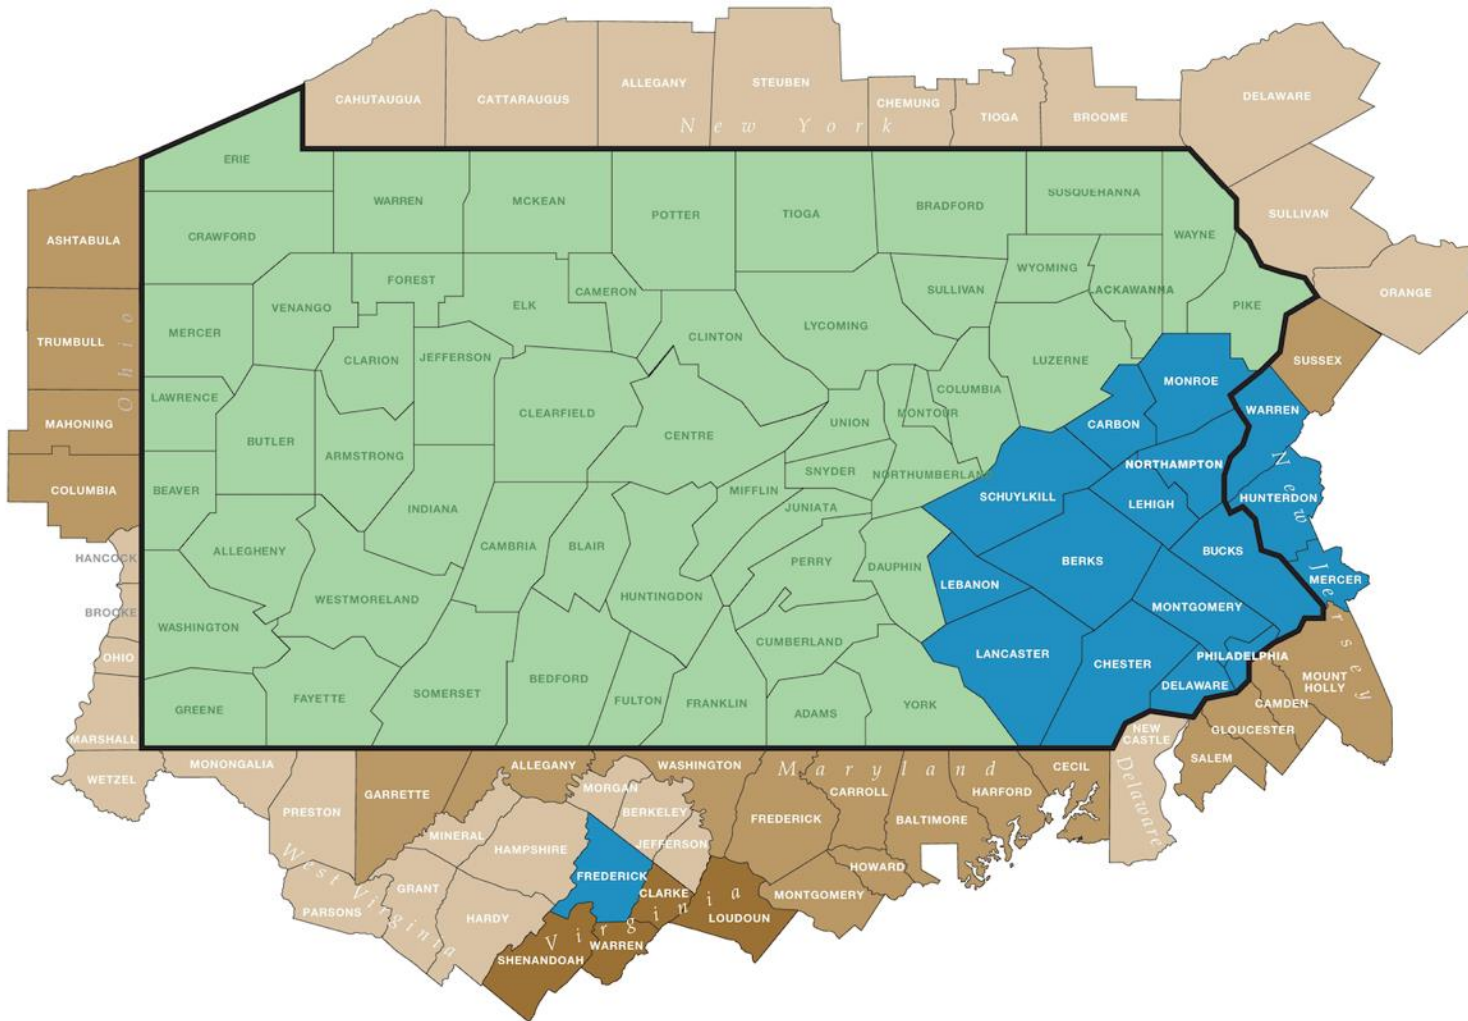 CAHUTAUGUA
CATTARAUGUS
ALLEGANY
STEUBEN
CHEMUNG
TIOGA
BROOME
DELAWARE
New York
SULLIVAN
ORANGE
ERIE
WARREN
MCKEAN
POTTER
TIOGA
BRADFORD
SUSQUEHANNA
WAYNE
ASHTABULA
CRAWFORD
FOREST
CAMERON
SULLIVAN
WYOMING
LACKAWANNA
PIKE
VENANGO
ELK
LYCOMING
Ohio
TRUMBULL
MERCER
CLARION
JEFFERSON
CLINTON
LUZERNE
SUSSEX
LAWRENCE
MONROE
COLUMBIA
WARREN
MAHONING
BUTLER
CLEARFIELD
CENTRE
UNION
MONTOUR
CARBON
ARMSTRONG
SNYDER
NORTHUMBERLAND
NORTHAMPTON
New Jersey
COLUMBIA
BEAVER
MIFFLIN
SCHUYLKILL
LEHIGH
HUNTERDON
INDIANA
JUNIATA
HANCOCK
ALLEGHENY
CAMBRIA
BLAIR
PERRY
DAUPHIN
BERKS
BUCKS
LEBANON
MERCER
BROOKE
WESTMORELAND
HUNTINGDON
MONTGOMERY
WASHINGTON
CUMBERLAND
OHIO
LANCASTER
CHESTER
PHILADELPHIA
DELAWARE
MOUNT
HOLLY
GREENE
FAYETTE
SOMERSET
BEDFORD
FULTON
FRANKLIN
ADAMS
YORK
CAMDEN
MARSHALL
NEW
CASTLE
GLOUCESTER
SALEM
WETZEL
MONONGALIA
ALLEGANY
WASHINGTON
Maryland
CECIL
Delaware
PRESTON
GARRETTE
MORGAN
CARROLL
HARFORD
BERKELEY
FREDERICK
BALTIMORE
MINERAL
HAMPSHIRE
JEFFERSON
West Virginia
GRANT
FREDERICK
CLARKE
HOWARD
MONTGOMERY
PARSONS
HARDY
Virginia
LOUDOUN
WARREN
SHENANDOAH